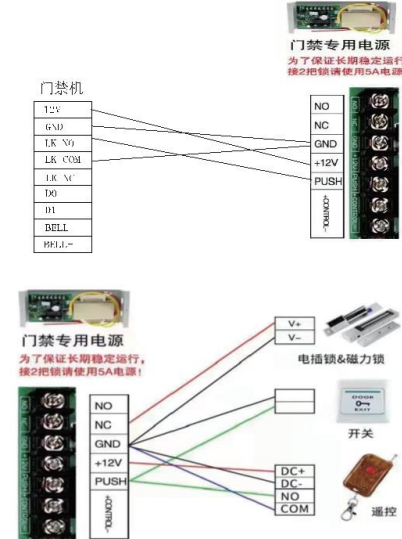 门禁专用电源
为了保证长期稳定运行
接2把锁请使用5A电源
门禁机
12V
GND
LK NO
LK COM
LK NC
D0
D1
BELL
BELL-
NO
NC
GND
+12V
PUSH
+CONTROL-
门禁专用电源
为了保证长期稳定运行,
接2把锁请使用5A电源!
NO
NC
GND
+12V
PUSH
+CONTROL-
V+
V-
电插锁&磁力锁
DOOR
EXIT
开关
DC+
DC-
NO
COM
遥控